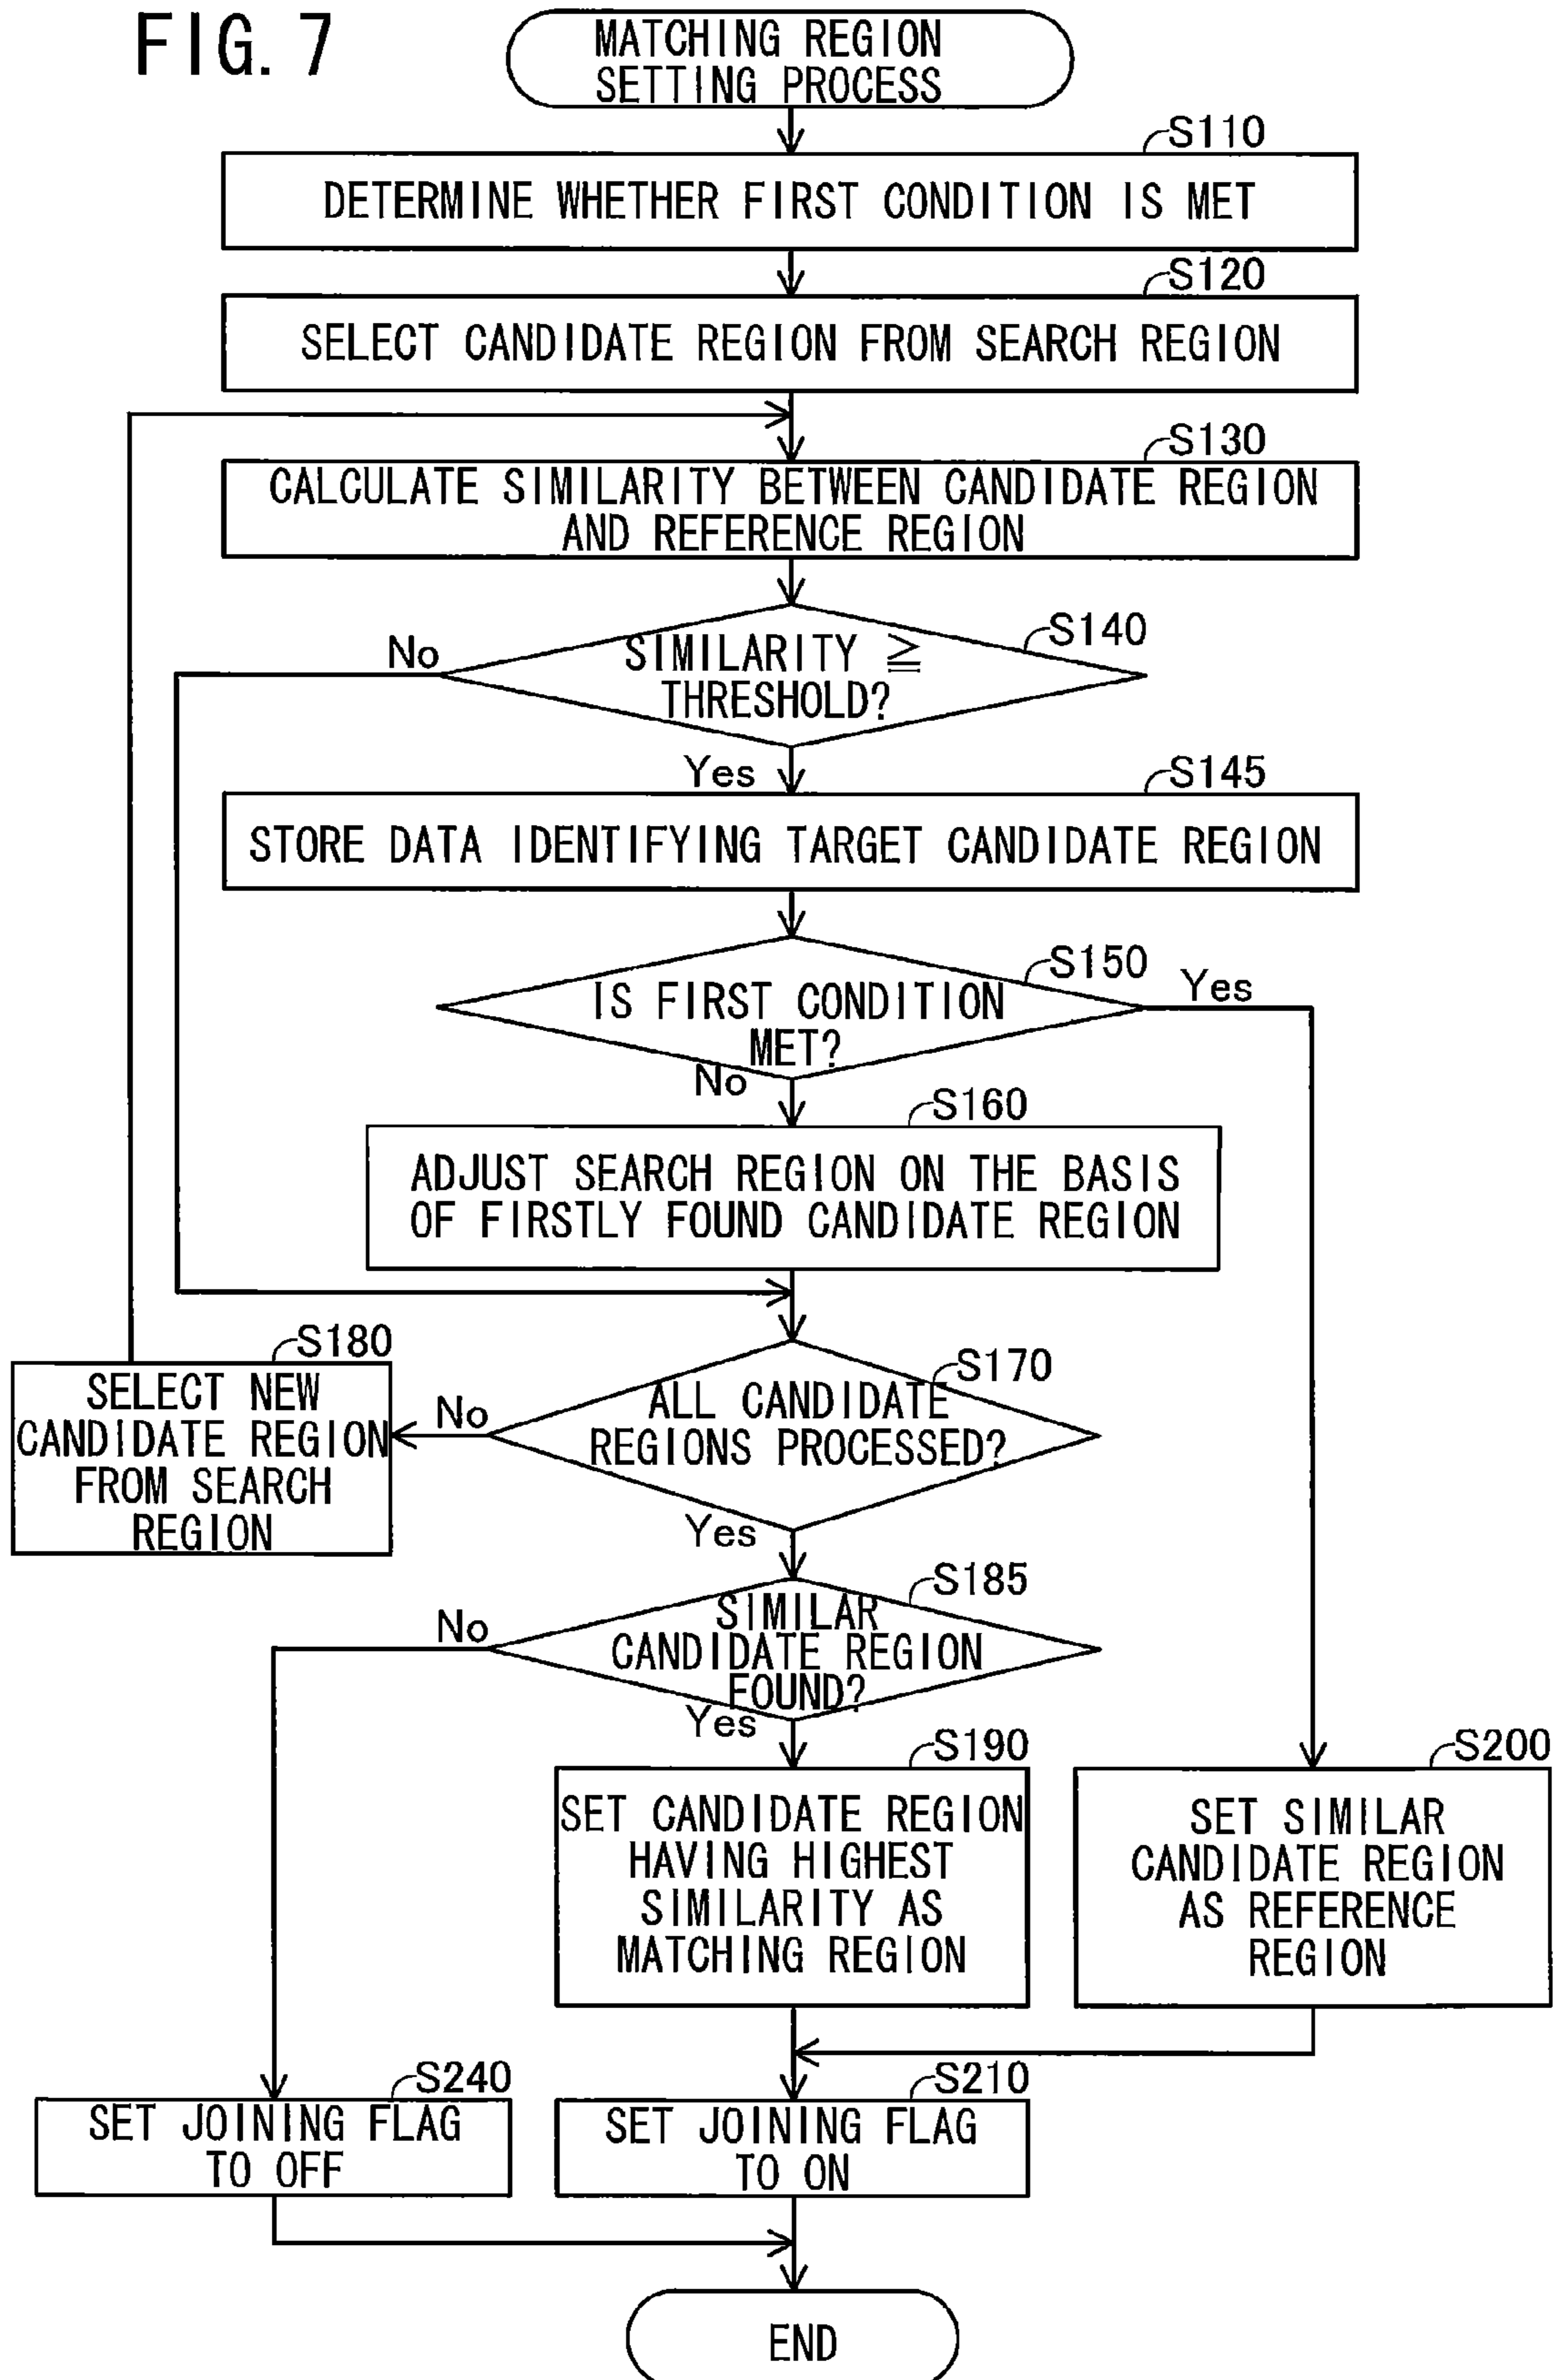 FIG. 7
MATCHING REGION
SETTING PROCESS
S110
DETERMINE WHETHER FIRST CONDITION IS MET
S120
SELECT CANDIDATE REGION FROM SEARCH REGION
S130
CALCULATE SIMILARITY BETWEEN CANDIDATE REGION
AND REFERENCE REGION
S140
No
SIMILARITY ≧
THRESHOLD?
Yes
S145
STORE DATA IDENTIFYING TARGET CANDIDATE REGION
S150
Yes
IS FIRST CONDITION
MET?
No
S160
ADJUST SEARCH REGION ON THE BASIS
OF FIRSTLY FOUND CANDIDATE REGION
S180
SELECT NEW
CANDIDATE REGION
FROM SEARCH
REGION
S170
No
ALL CANDIDATE
REGIONS PROCESSED?
Yes
S185
No
SIMILAR
CANDIDATE REGION
FOUND?
Yes
S190
SET CANDIDATE REGION
HAVING HIGHEST
SIMILARITY AS
MATCHING REGION
S200
SET SIMILAR
CANDIDATE REGION
AS REFERENCE
REGION
S240
SET JOINING FLAG
TO OFF
S210
SET JOINING FLAG
TO ON
END